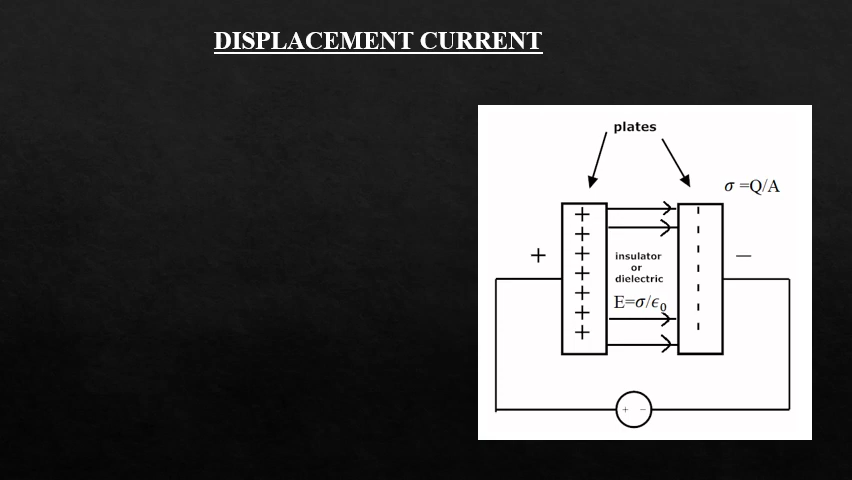 DISPLACEMENT CURRENT
plates
σ =Q/A
+ −
insulator
or
dielectric
E=σ/ϵ₀
+ + + + + + +
- - - - - - -
+ −